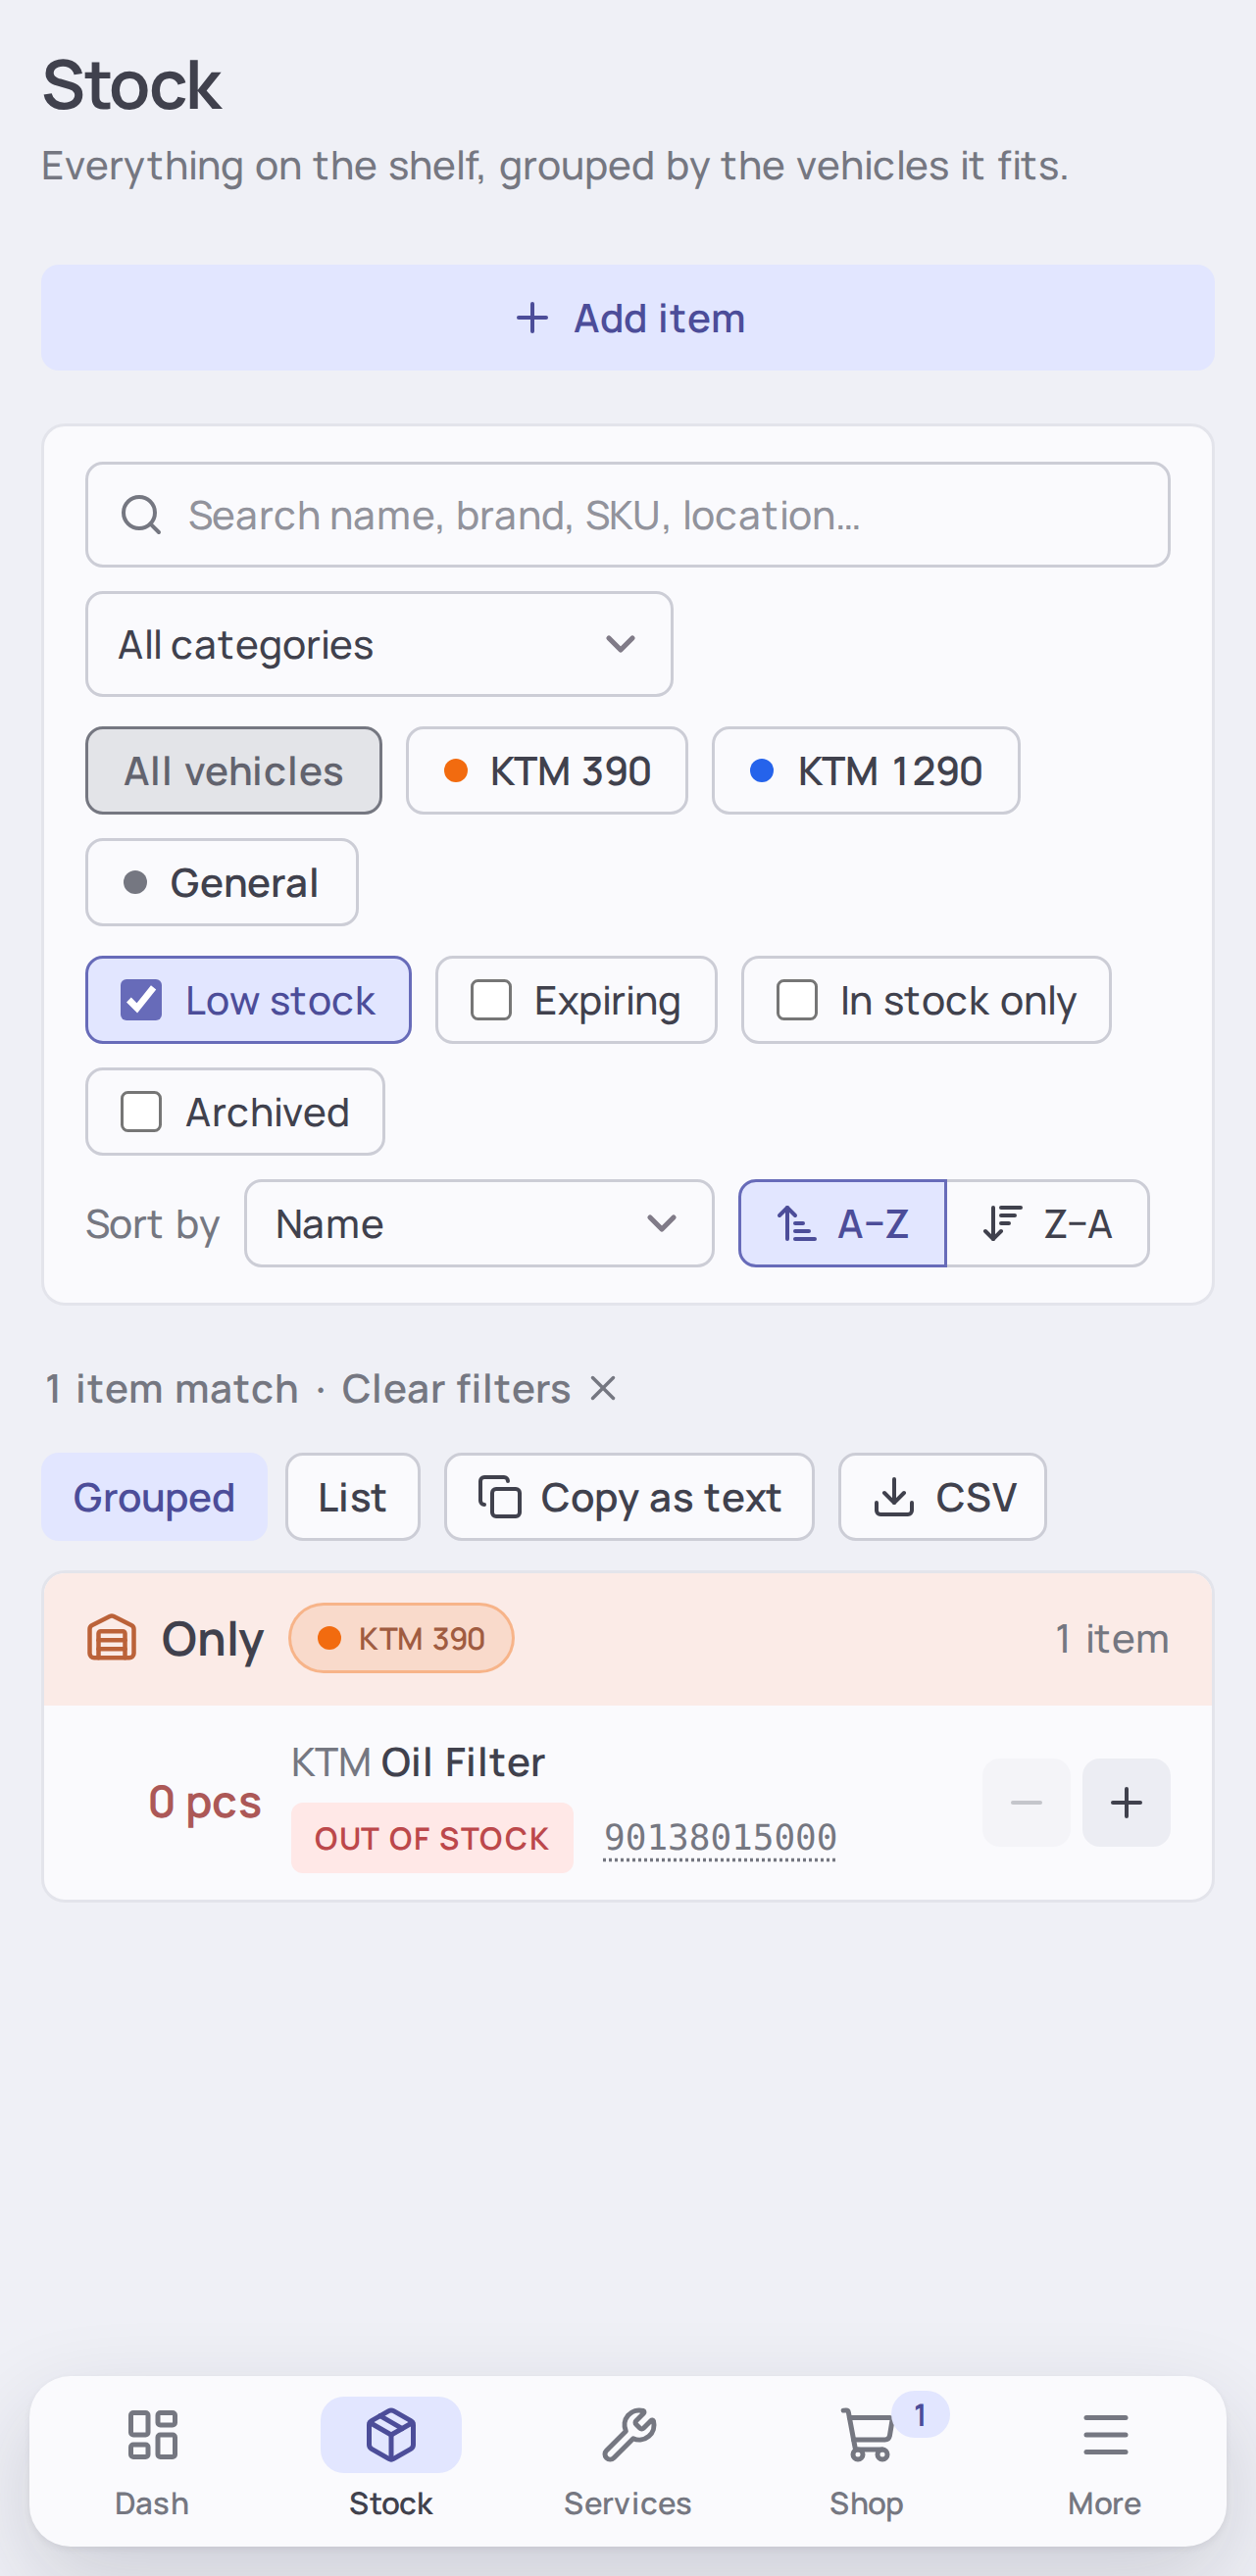 Stock
Everything on the shelf, grouped by the vehicles it fits.
Add item
Search name, brand, SKU, location...
All categories
All vehicles KTM 390 KTM 1290
General
Low stock Expiring In stock only
Archived
Sort by Name A–Z Z–A
1 item match · Clear filters
Grouped List Copy as text CSV
Only KTM 390 1 item
KTM Oil Filter
0 pcs
OUT OF STOCK 90138015000
1
Dash Stock Services Shop More